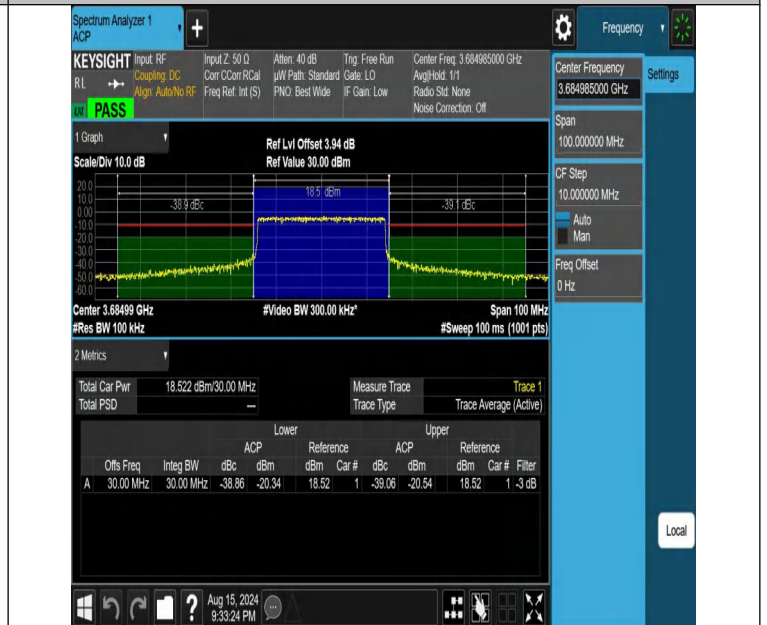 Spectrum Analyzer 1
ACP
+
Frequency
KEYSIGHT
Input: RF
Coupling: DC
Align: Auto/No RF
Input Z: 50 Ω
Corr CCorr RCal
Freq Ref: Int (S)
Atten: 40 dB
µW Path: Standard
PNO: Best Wide
Trig: Free Run
Gate: LO
IF Gain: Low
Center Freq: 3.684985000 GHz
Avg|Hold: 1/1
Radio Std: None
Noise Correction: Off
RL
PASS
Center Frequency
3.684985000 GHz
Settings
Span
100.000000 MHz
CF Step
10.000000 MHz
Auto
Man
Freq Offset
0 Hz
1 Graph
Scale/Div 10.0 dB
Ref Lvl Offset 3.94 dB
Ref Value 30.00 dBm
20.0
10.0
0.00
-10.0
-20.0
-30.0
-40.0
-50.0
-60.0
-38.9 dBc
18.5 dBm
-39.1 dBc
Center 3.68499 GHz
#Video BW 300.00 kHz*
Span 100 MHz
#Res BW 100 kHz
#Sweep 100 ms (1001 pts)
2 Metrics
Total Car Pwr 18.522 dBm/30.00 MHz
Total PSD ---
Measure Trace Trace 1
Trace Type Trace Average (Active)
Lower Upper
ACP Reference ACP Reference
Offs Freq Integ BW dBc dBm dBm Car # dBc dBm dBm Car # Filter
A 30.00 MHz 30.00 MHz -38.86 -20.34 18.52 1 -39.06 -20.54 18.52 1 -3 dB
Local
?
Aug 15, 2024
9:33:24 PM